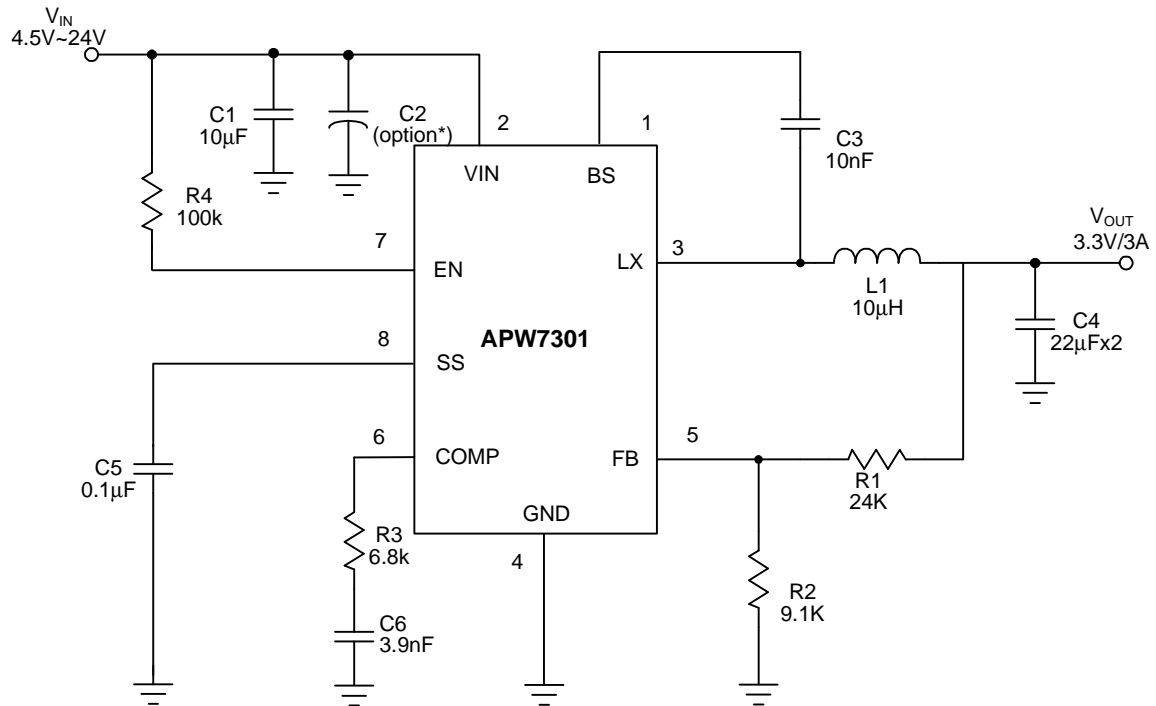 VIN
4.5V~24V
C1
10μF
C2
(option*)
2
1
C3
10nF
VIN
BS
R4
100k
7
EN
LX
3
VOUT
3.3V/3A
L1
10μH
C4
22μFx2
APW7301
8
SS
6
COMP
FB
5
C5
0.1μF
R1
24K
GND
R3
6.8k
4
R2
9.1K
C6
3.9nF